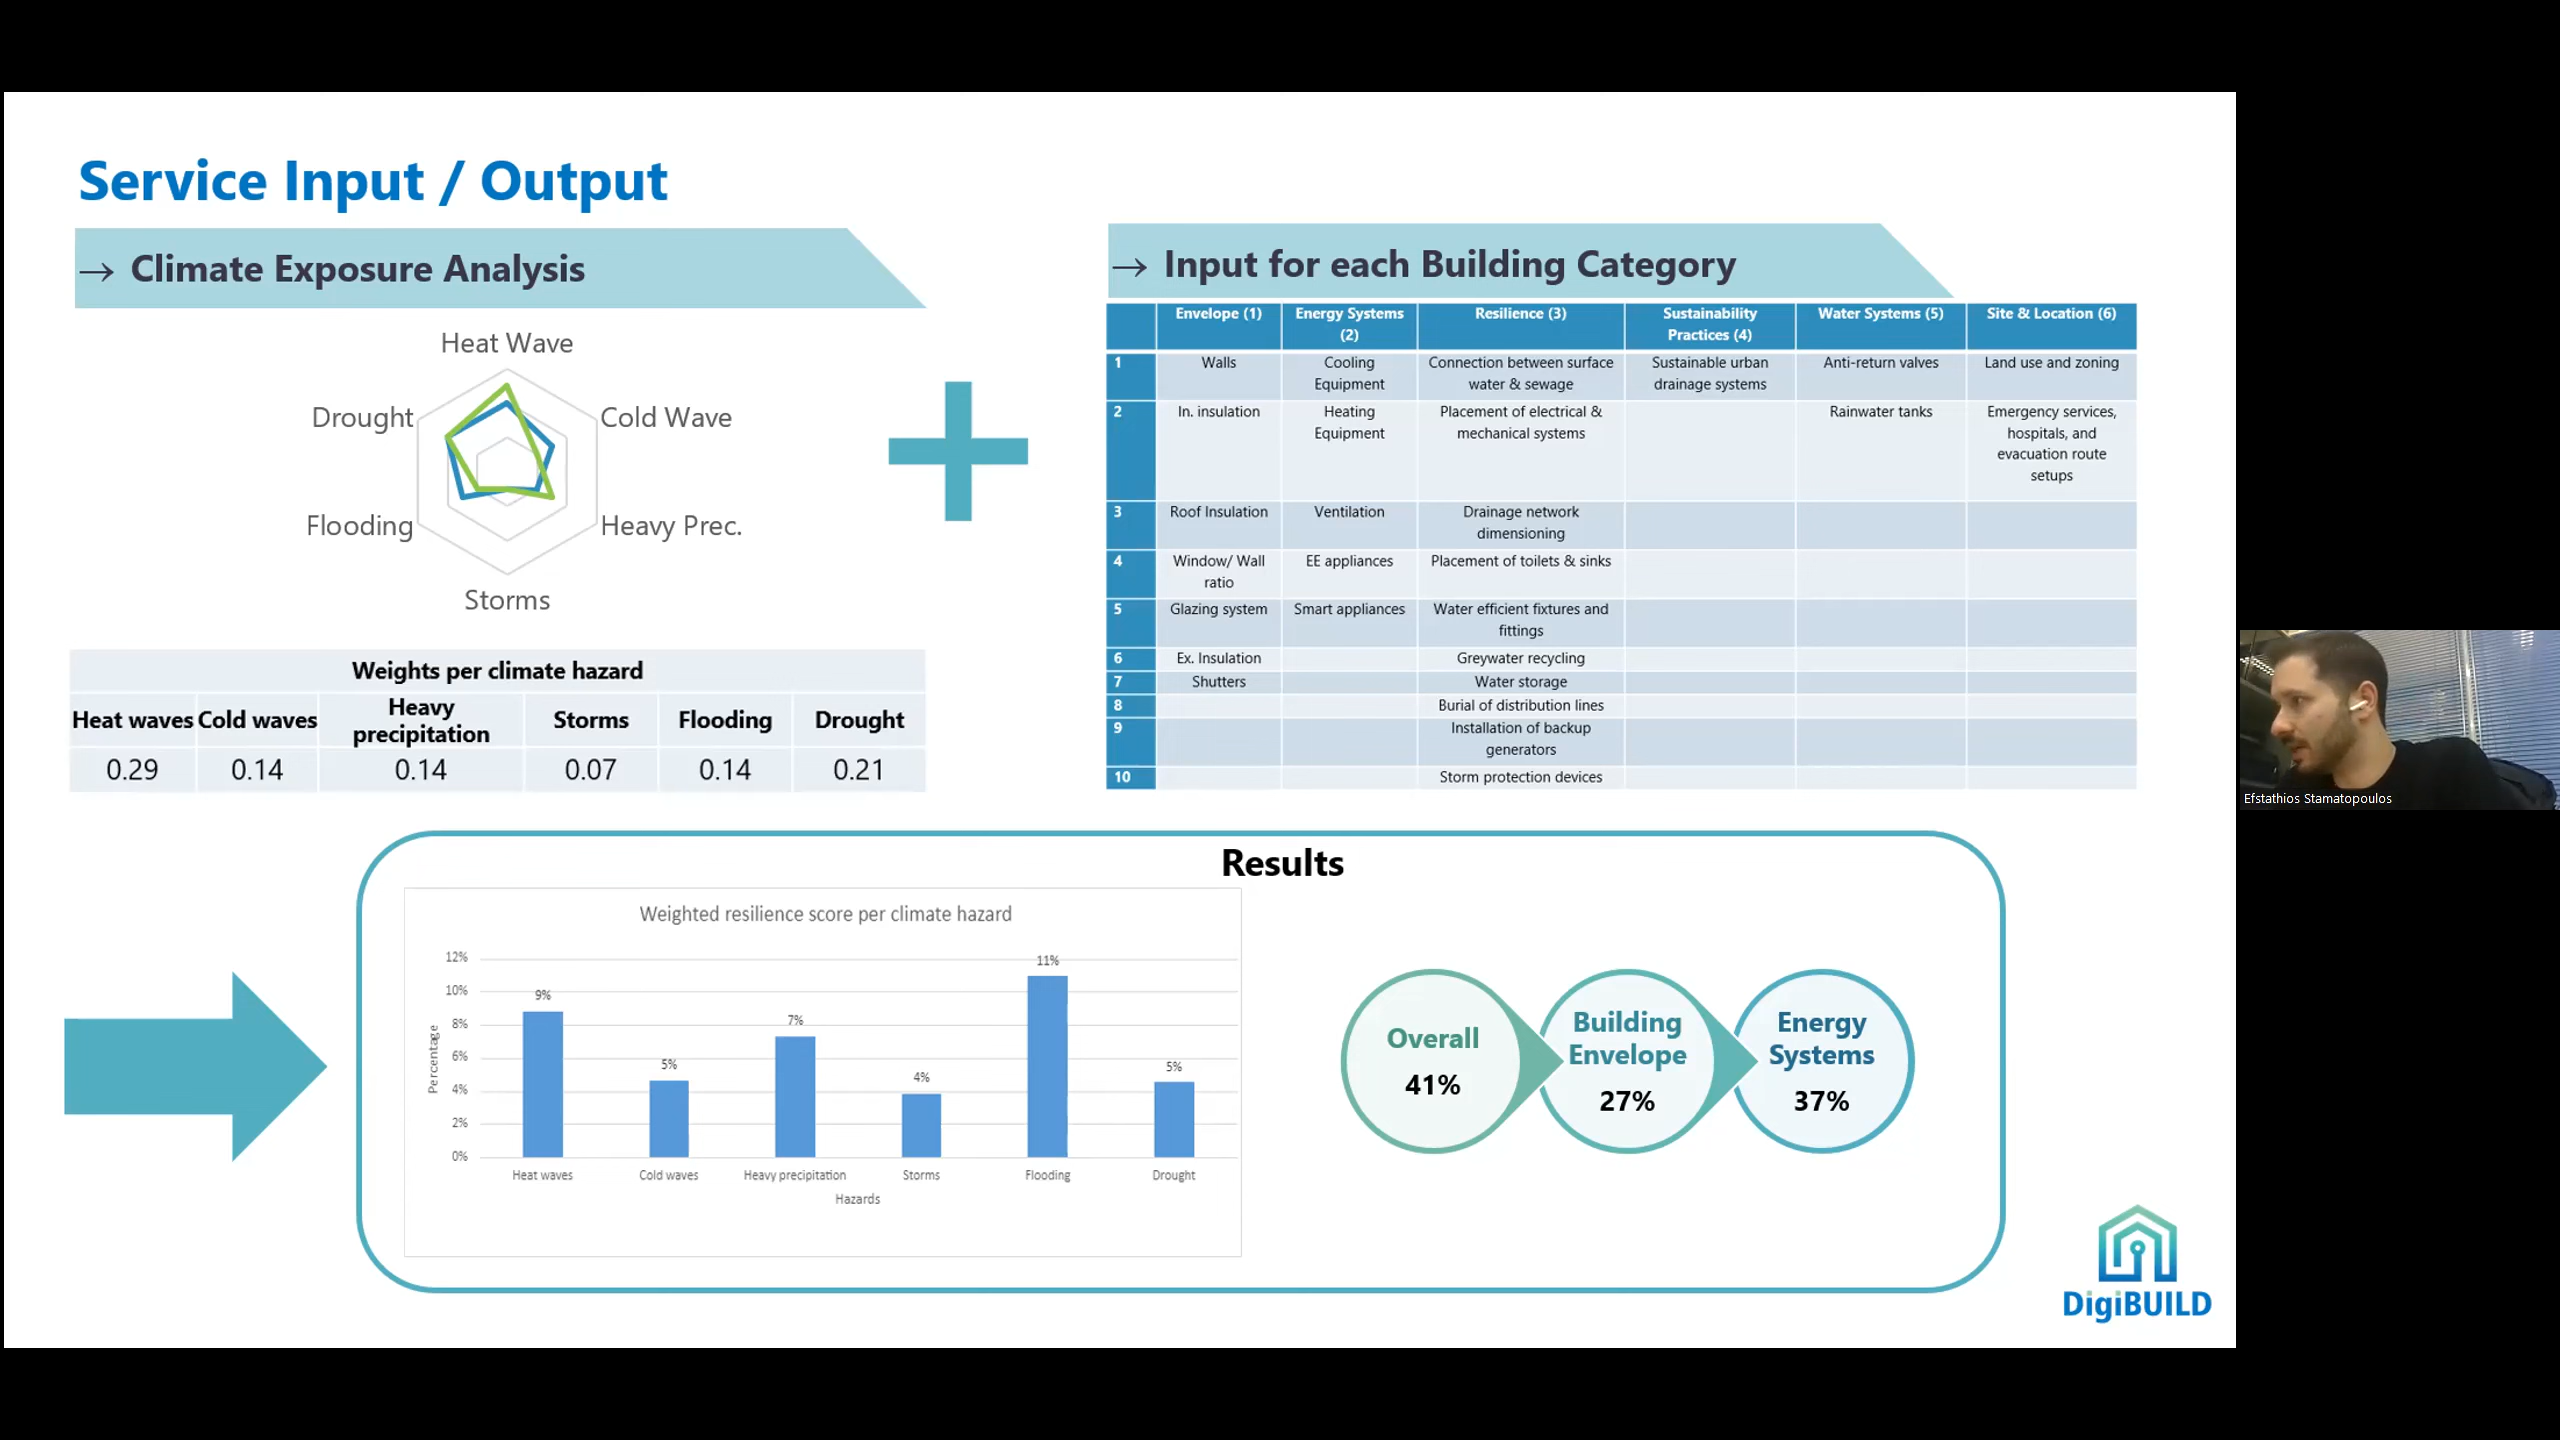 Service Input / Output
→ Climate Exposure Analysis
Heat Wave
Drought
Cold Wave
Flooding
Heavy Prec.
Storms
Weights per climate hazard
Heat waves Cold waves Heavy precipitation Storms Flooding Drought
0.29 0.14 0.14 0.07 0.14 0.21
→ Input for each Building Category
Envelope (1) Energy Systems (2) Resilience (3) Sustainability Practices (4) Water Systems (5) Site & Location (6)
1 Walls Cooling Equipment Connection between surface water & sewage Sustainable urban drainage systems Anti-return valves Land use and zoning
2 In. insulation Heating Equipment Placement of electrical & mechanical systems Rainwater tanks Emergency services, hospitals, and evacuation route setups
3 Roof Insulation Ventilation Drainage network dimensioning
4 Window/ Wall ratio EE appliances Placement of toilets & sinks
5 Glazing system Smart appliances Water efficient fixtures and fittings
6 Ex. Insulation Greywater recycling
7 Shutters Water storage
8 Burial of distribution lines
9 Installation of backup generators
10 Storm protection devices
Efstathios Stamatopoulos
Results
Weighted resilience score per climate hazard
Percentage
12%
10%
8%
6%
4%
2%
0%
9%
5%
7%
4%
11%
5%
Heat waves Cold waves Heavy precipitation Storms Flooding Drought
Hazards
Overall
41%
Building
Envelope
27%
Energy
Systems
37%
DigiBUILD